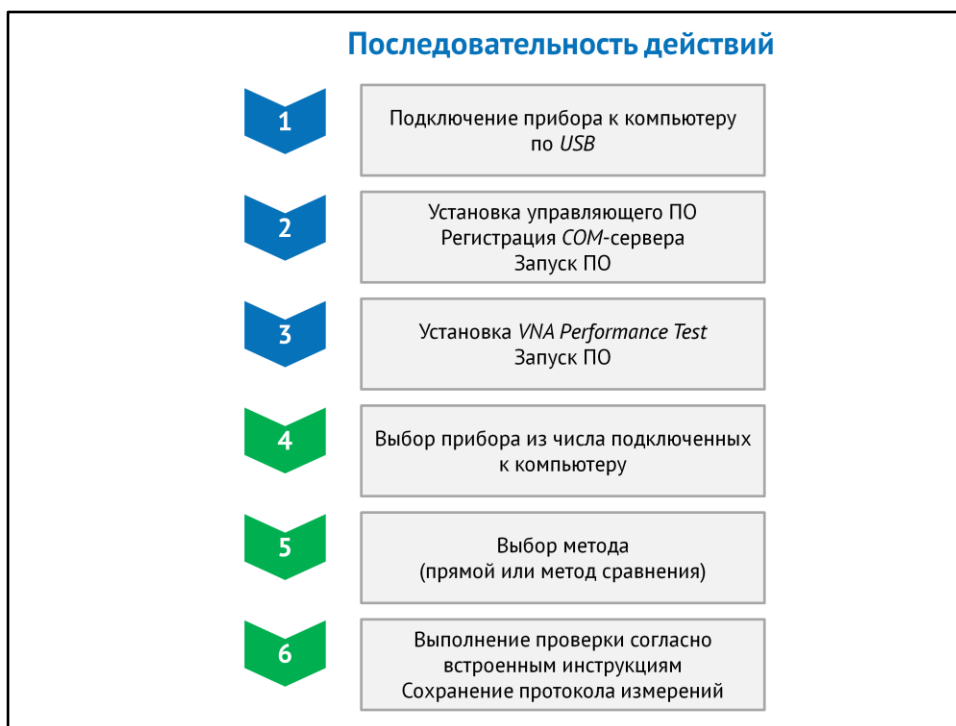 Последовательность действий
1
Подключение прибора к компьютеру
по USB
2
Установка управляющего ПО
Регистрация COM-сервера
Запуск ПО
3
Установка VNA Performance Test
Запуск ПО
4
Выбор прибора из числа подключенных
к компьютеру
5
Выбор метода
(прямой или метод сравнения)
6
Выполнение проверки согласно
встроенным инструкциям
Сохранение протокола измерений